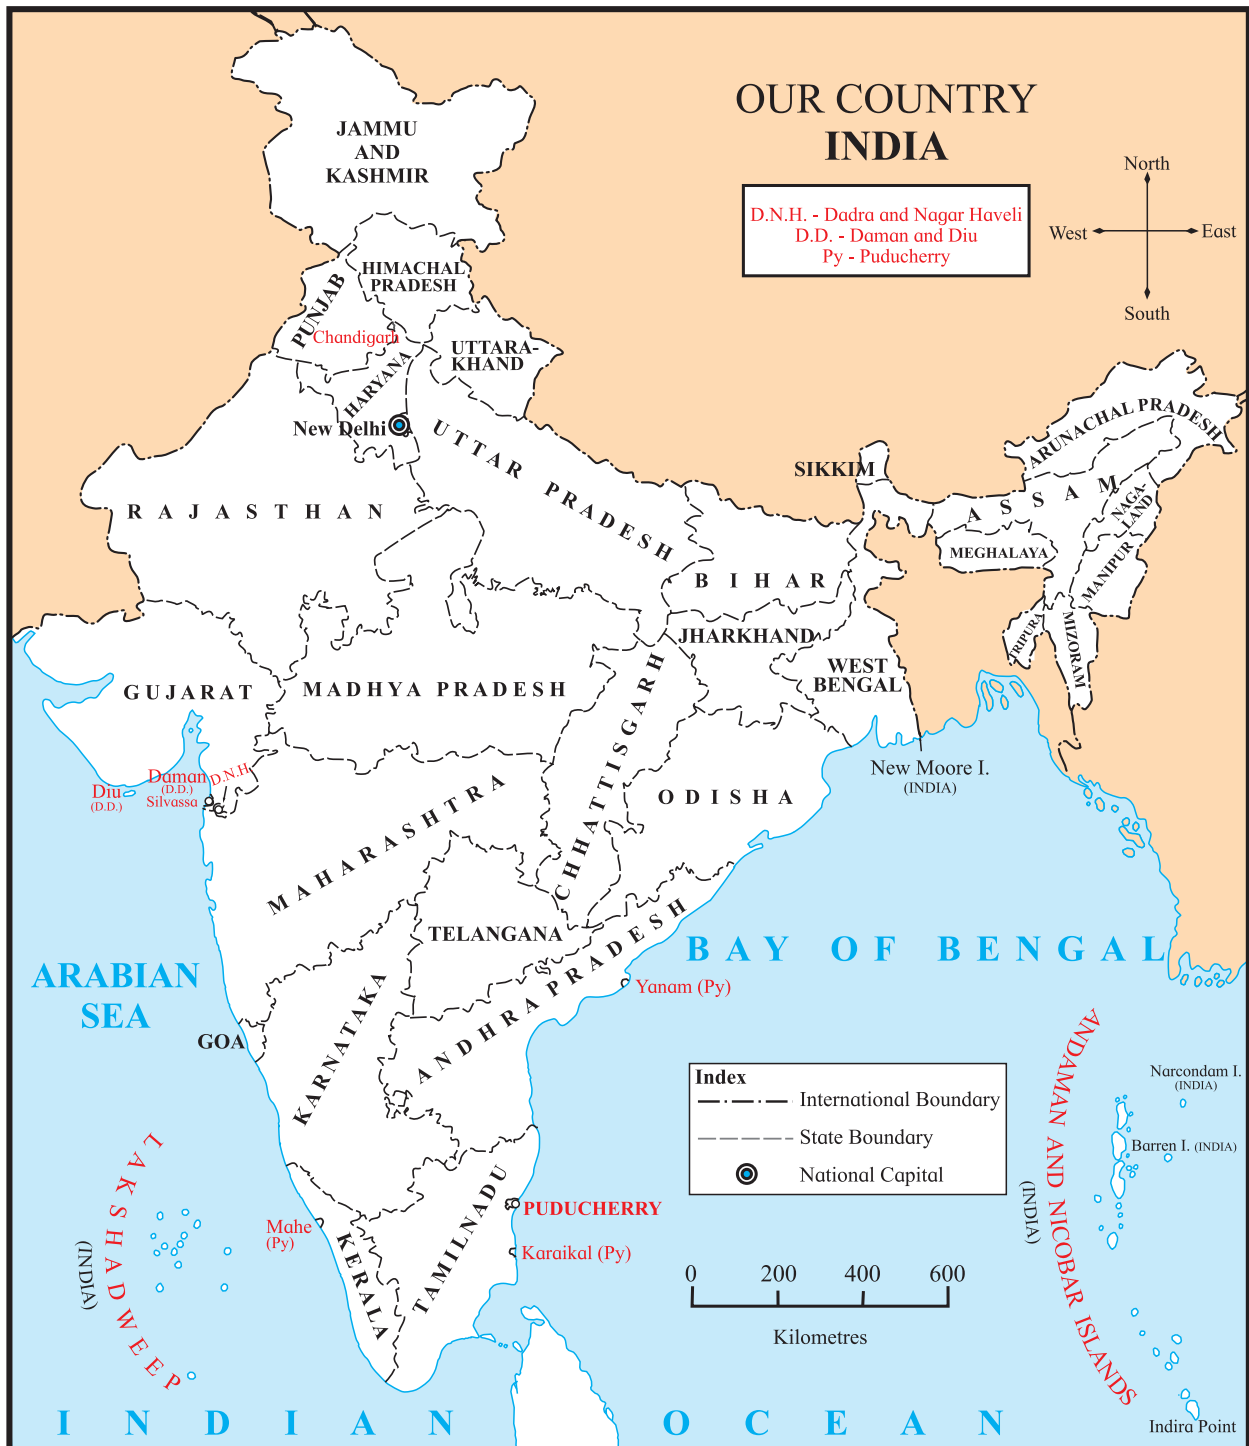 OUR COUNTRY
INDIA
D.N.H. - Dadra and Nagar Haveli
D.D. - Daman and Diu
Py - Puducherry
North
West
East
South
JAMMU
AND
KASHMIR
HIMACHAL
PRADESH
PUNJAB
Chandigarh
UTTARA-
KHAND
HARYANA
New Delhi
UTTAR PRADESH
RAJASTHAN
SIKKIM
ARUNACHAL PRADESH
ASSAM
NAGA-
LAND
MEGHALAYA
MANIPUR
BIHAR
TRIPURA
MIZORAM
JHARKHAND
WEST
BENGAL
GUJARAT
MADHYA PRADESH
CHHATTISGARH
New Moore I.
(INDIA)
Daman
(D.D.)
D.N.H
Silvassa
Diu
(D.D.)
ODISHA
MAHARASHTRA
TELANGANA
ANDHRA PRADESH
BAY OF BENGAL
Yanam (Py)
ARABIAN
SEA
GOA
KARNATAKA
Index
International Boundary
State Boundary
National Capital
ANDAMAN AND NICOBAR ISLANDS
(INDIA)
Narcondam I.
(INDIA)
Barren I. (INDIA)
LAKSHADWEEP
(INDIA)
Mahe
(Py)
KERALA
TAMILNADU
PUDUCHERRY
Karaikal (Py)
0 200 400 600
Kilometres
Indira Point
INDIAN OCEAN